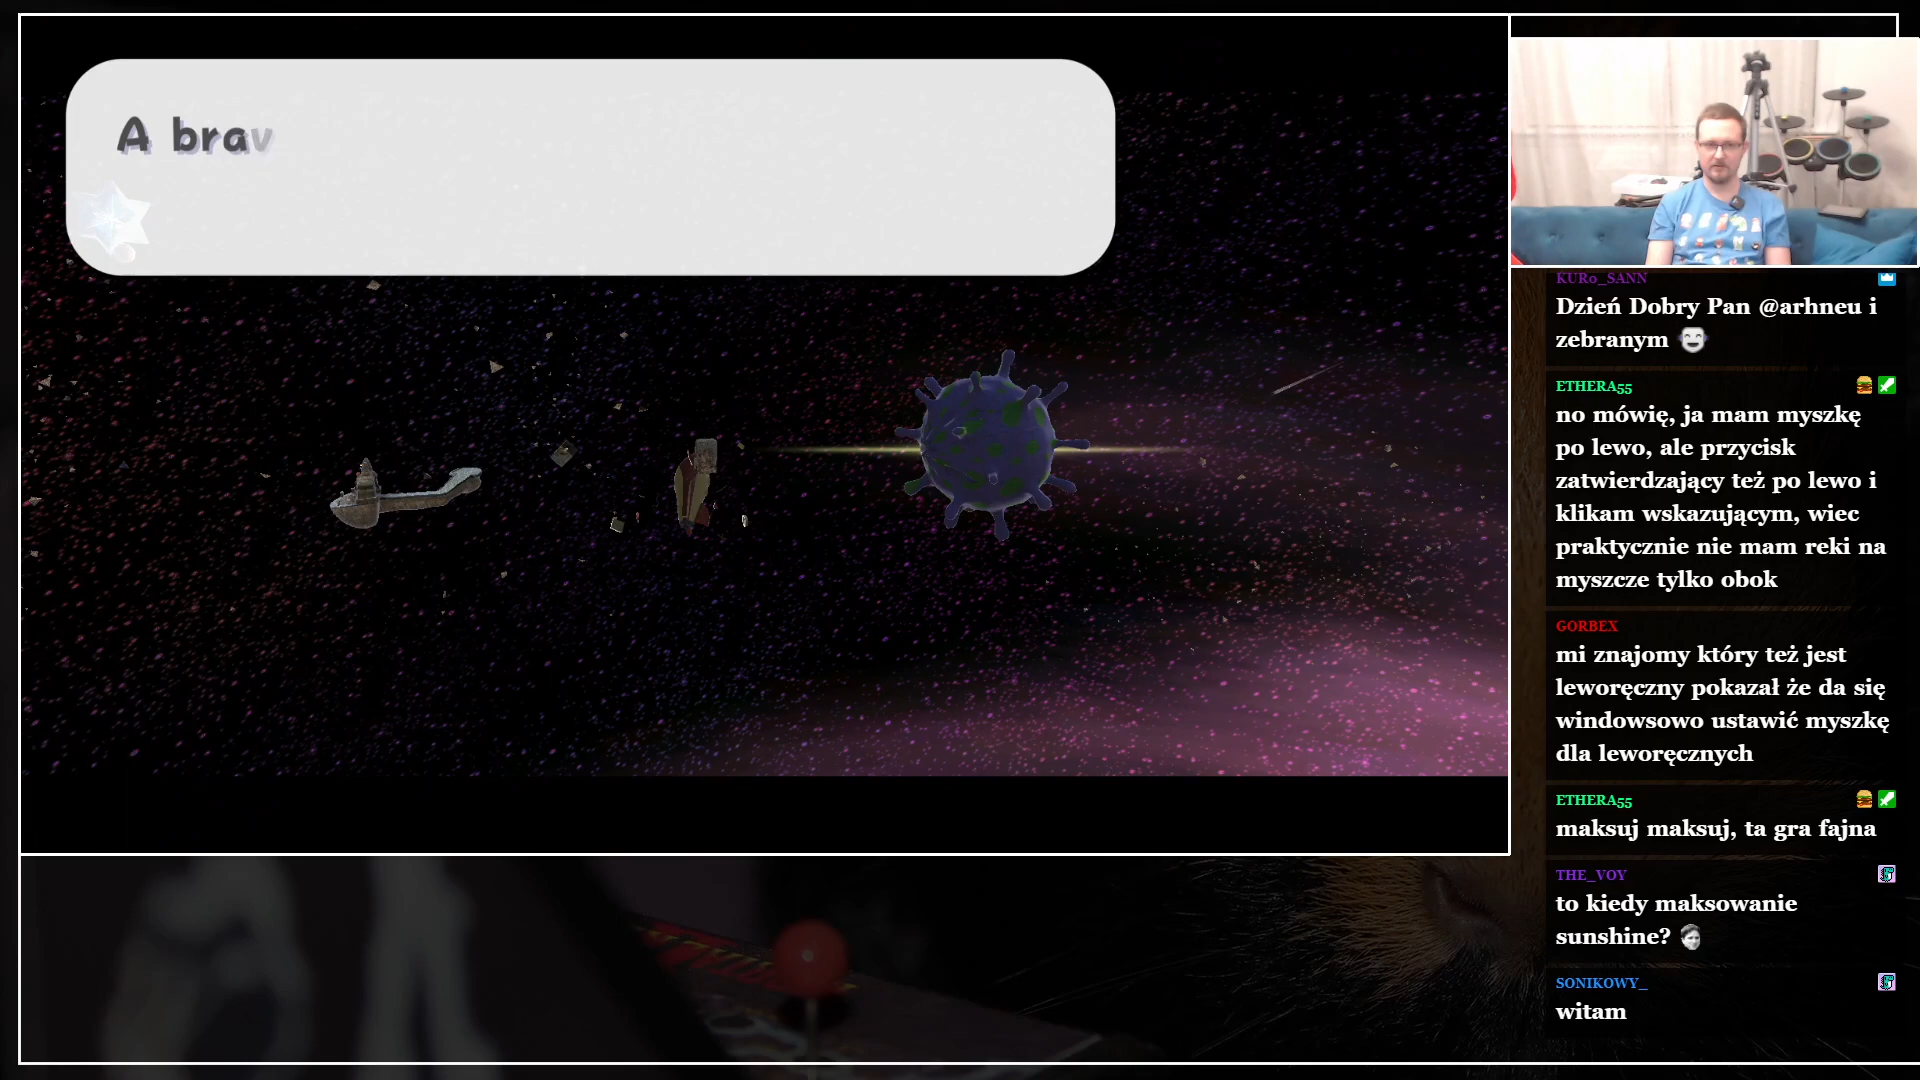 A brav
KURO_SANN
Dzień Dobry Pan @arhneu i
zebranym
ETHERA55
no mówię, ja mam myszkę
po lewo, ale przycisk
zatwierdzający też po lewo i
klikam wskazującym, wiec
praktycznie nie mam reki na
myszcze tylko obok
GORBEX
mi znajomy który też jest
leworęczny pokazał że da się
windowsowo ustawić myszkę
dla leworęcznych
ETHERA55
maksuj maksuj, ta gra fajna
THE_VOY
to kiedy maksowanie
sunshine?
SONIKOWY_
witam